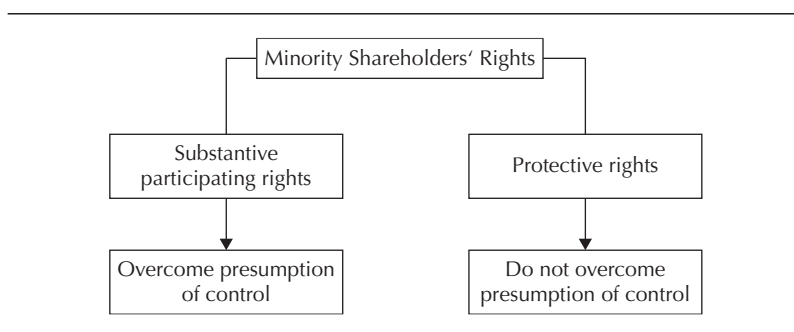 Minority Shareholders‘ Rights
Substantive
participating rights
Protective rights
Overcome presumption
of control
Do not overcome
presumption of control